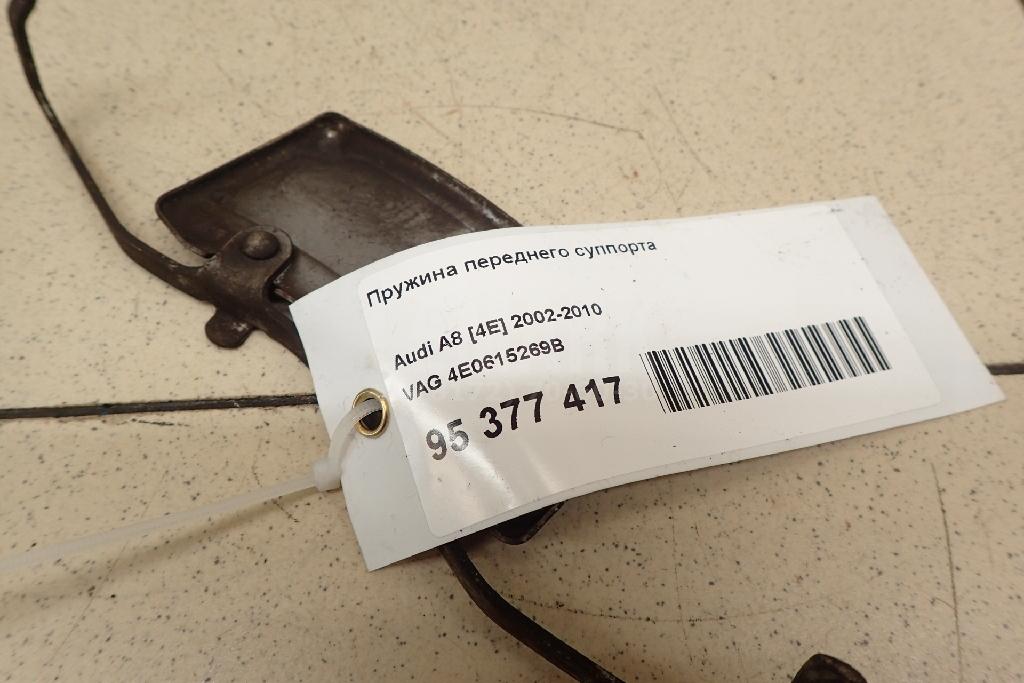 Пружина переднего суппорта
Audi A8 [4E] 2002-2010
VAG 4E0615269B
95 377 417